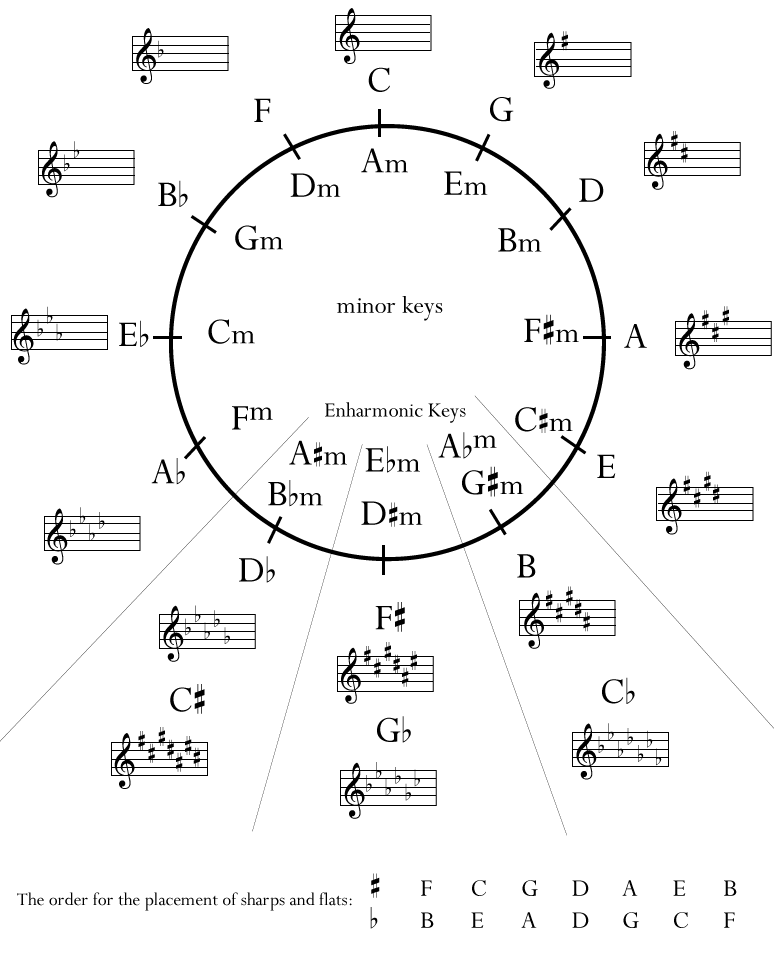 C
F
G
Am
Dm
Em
B♭
D
Gm
Bm
minor keys
E♭
Cm
F♯m
A
Enharmonic Keys
Fm
C♯m
A♭
A♯m
E♭m
A♭m
E
B♭m
G♯m
D♯m
D♭
B
F♯
C♯
C♭
G♭
The order for the placement of sharps and flats:
♯ F C G D A E B
♭ B E A D G C F